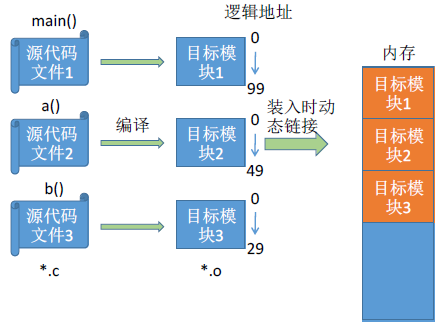 逻辑地址
main()
源代码
文件1
目标模
块1
0
99
内存
目标模
块1
a()
源代码
文件2
编译
目标模
块2
0
49
装入时动
态链接
目标模
块2
b()
源代码
文件3
目标模
块3
0
29
目标模
块3
*.c
*.o